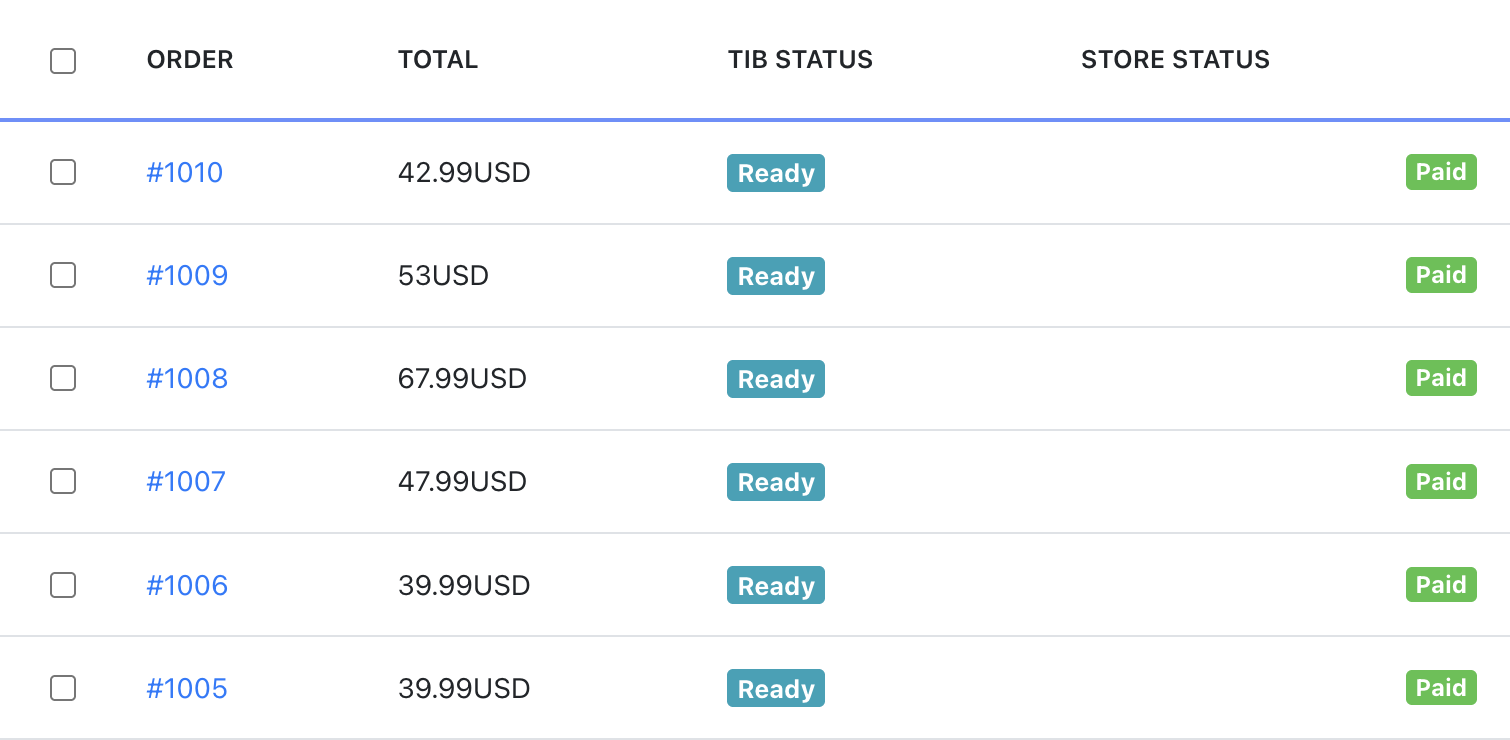 ORDER TOTAL TIB STATUS STORE STATUS
#1010 42.99USD Ready Paid
#1009 53USD Ready Paid
#1008 67.99USD Ready Paid
#1007 47.99USD Ready Paid
#1006 39.99USD Ready Paid
#1005 39.99USD Ready Paid